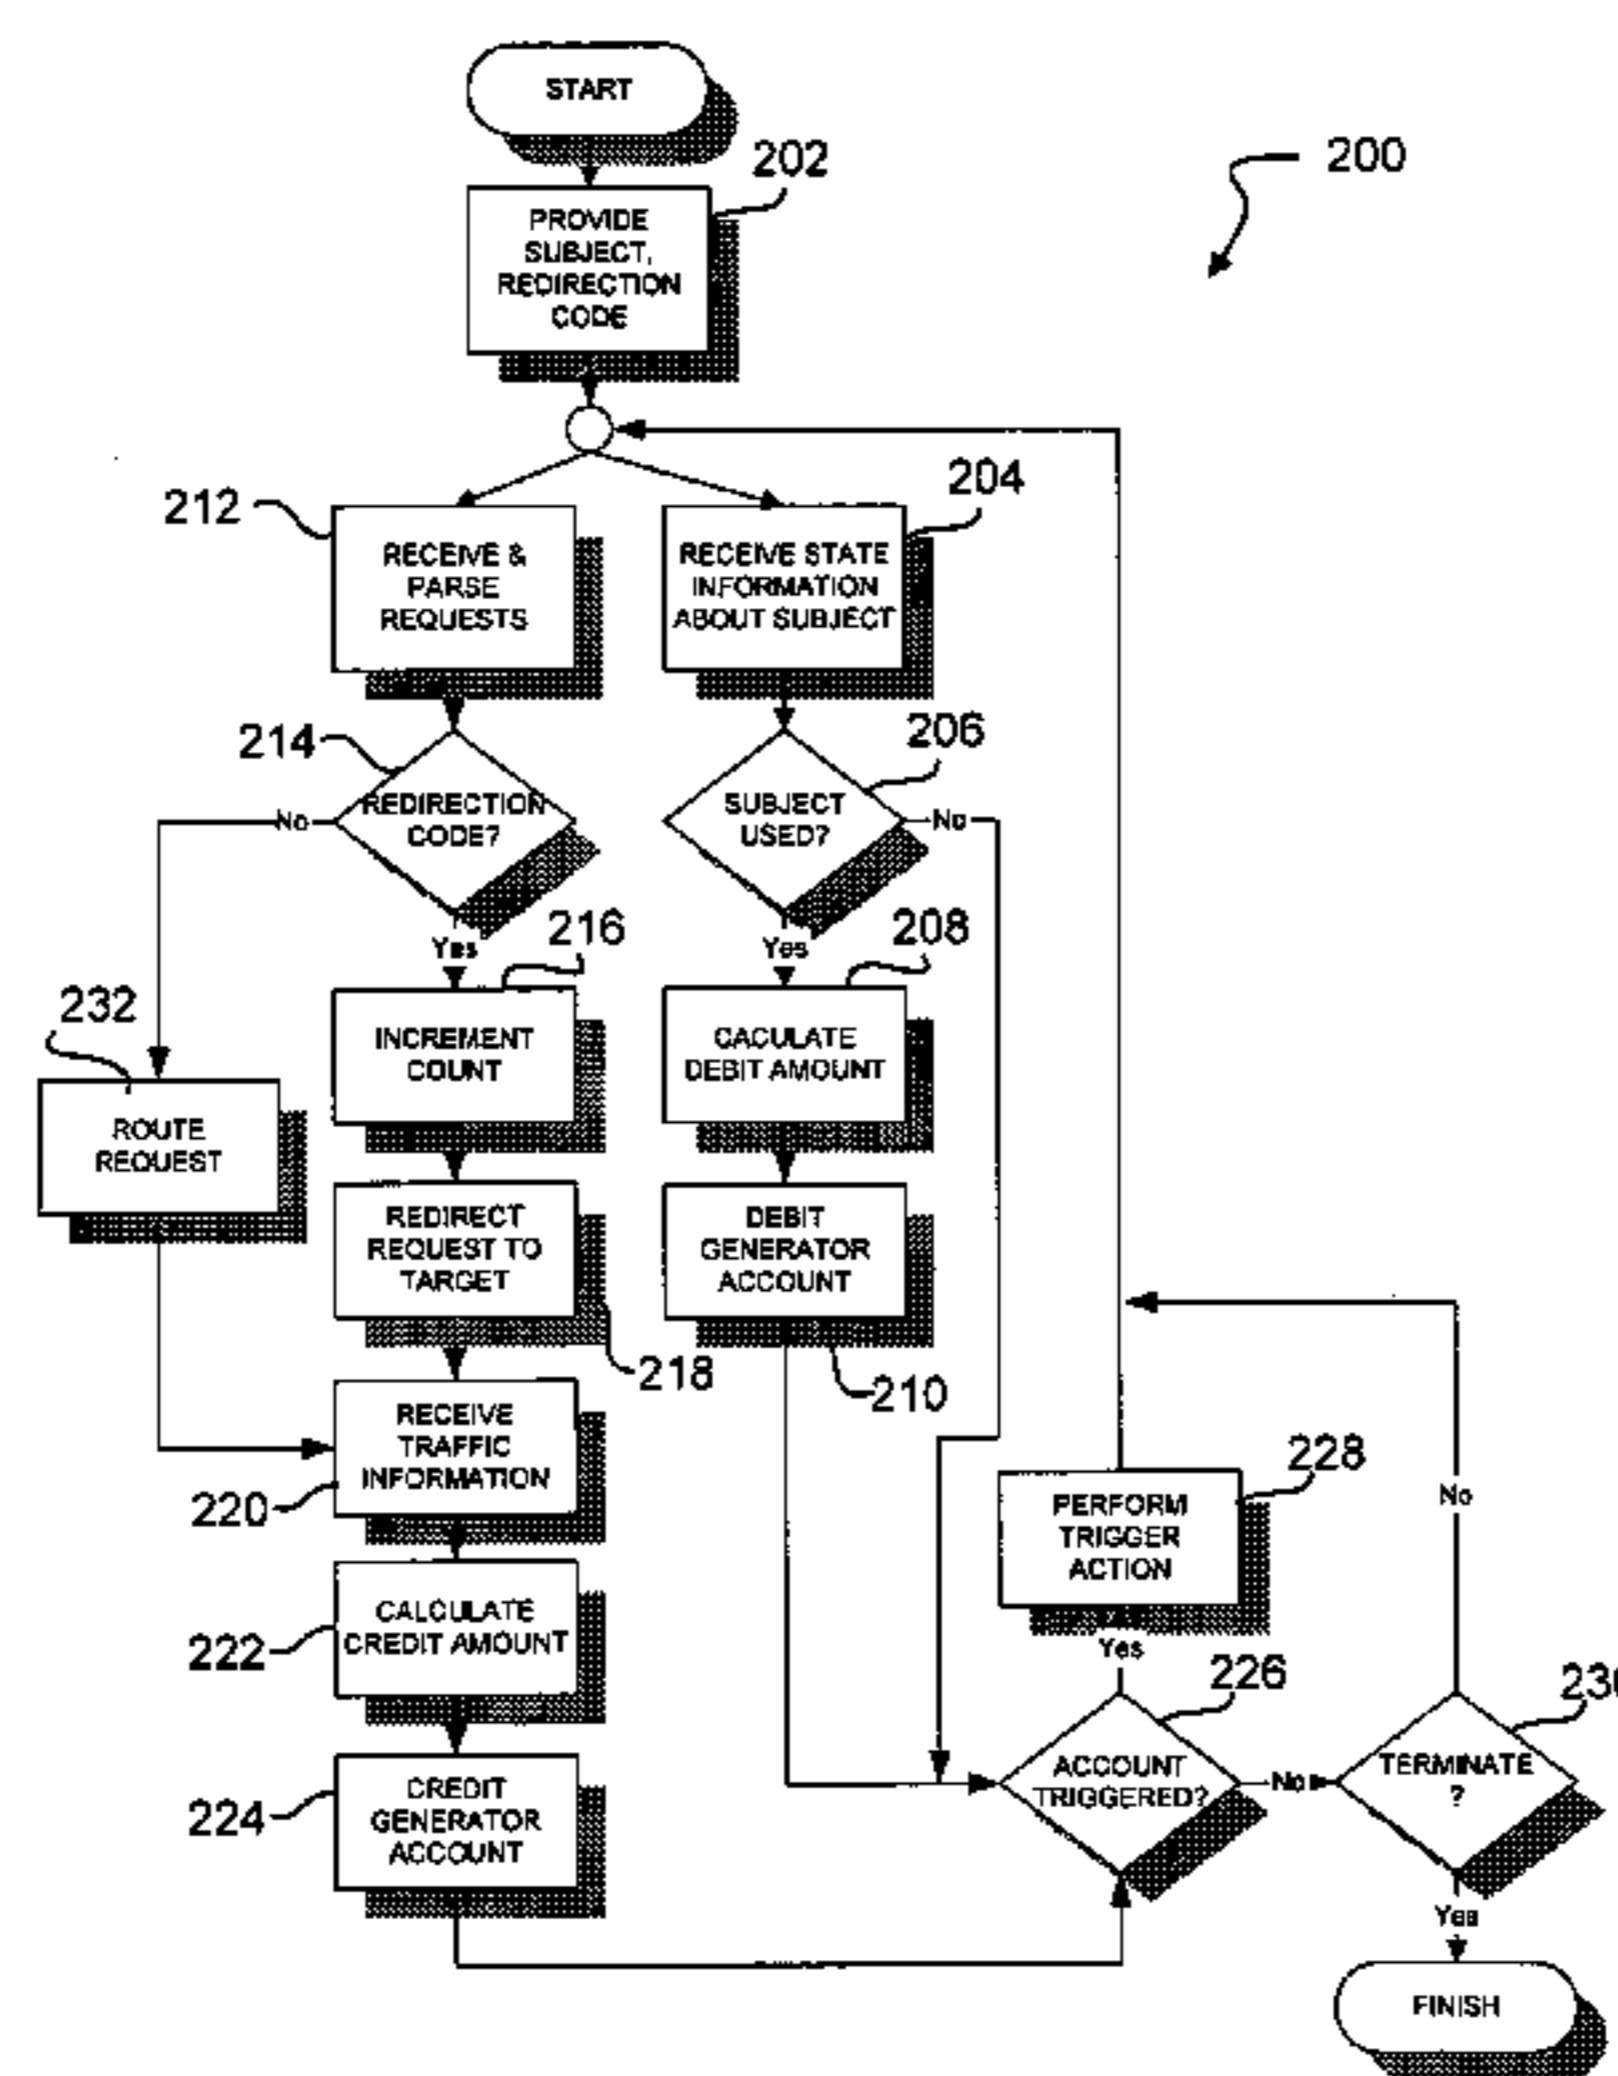 START
202
200
PROVIDE
SUBJECT,
REDIRECTION
CODE
212
204
RECEIVE &
PARSE
REQUESTS
RECEIVE STATE
INFORMATION
ABOUT SUBJECT
214
206
No
REDIRECTION
CODE?
SUBJECT
USED?
No
Yes
216
Yes
208
232
INCREMENT
COUNT
CACULATE
DEBIT AMOUNT
ROUTE
REQUEST
REDIRECT
REQUEST TO
TARGET
DEBIT
GENERATOR
ACCOUNT
218
210
RECEIVE
TRAFFIC
INFORMATION
220
228
PERFORM
TRIGGER
ACTION
No
CALCULATE
CREDIT AMOUNT
222
Yes
226
230
CREDIT
GENERATOR
ACCOUNT
224
ACCOUNT
TRIGGERED?
No
TERMINATE
?
Yes
FINISH